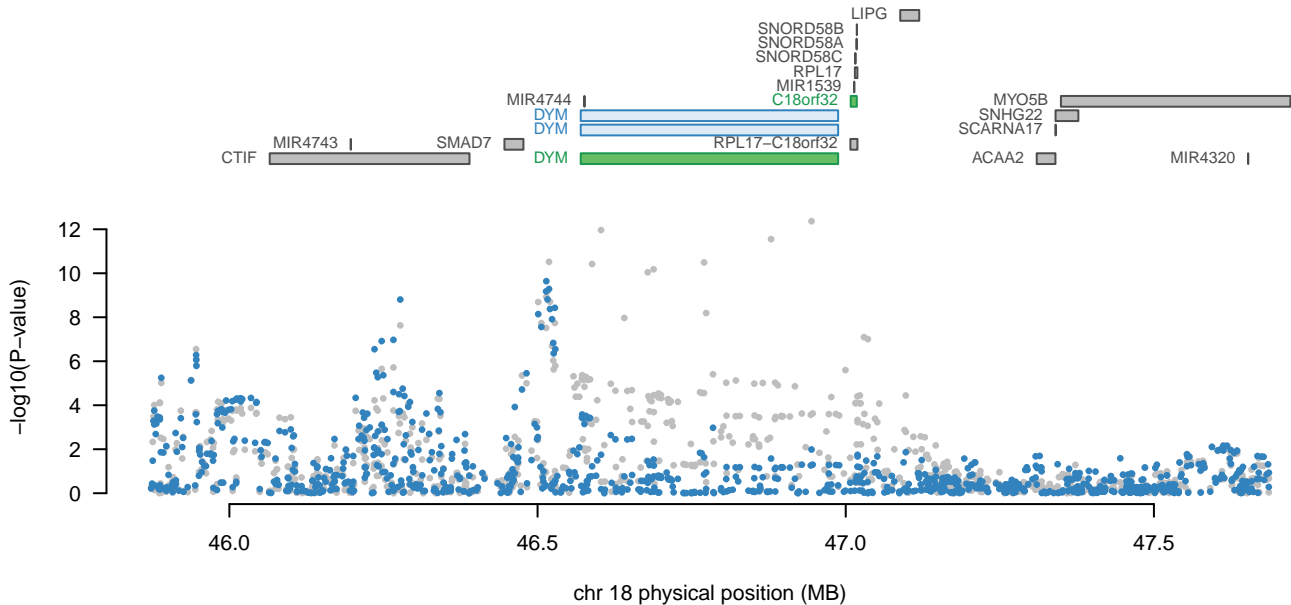 LIPG
SNORD58B
SNORD58A
SNORD58C
RPL17
MIR1539
MIR4744 C18orf32 MYO5B
DYM SNHG22
DYM SCARNA17
MIR4743 SMAD7 RPL17−C18orf32
CTIF DYM ACAA2 MIR4320
12
10
8
6
4
2
0
−log10(P−value)
46.0 46.5 47.0 47.5
chr 18 physical position (MB)